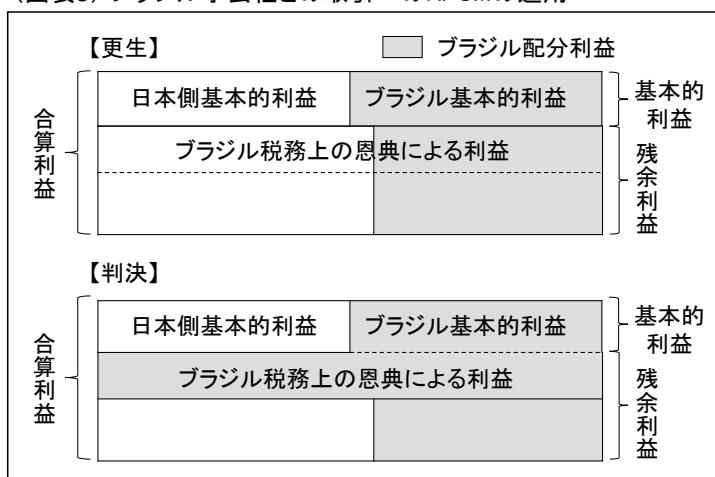 【更生】
ブラジル配分利益
合算利益
日本側基本的利益
ブラジル基本的利益
基本的
利益
ブラジル税務上の恩典による利益
残余利益
【判決】
合算利益
日本側基本的利益
ブラジル基本的利益
基本的
利益
ブラジル税務上の恩典による利益
残余利益